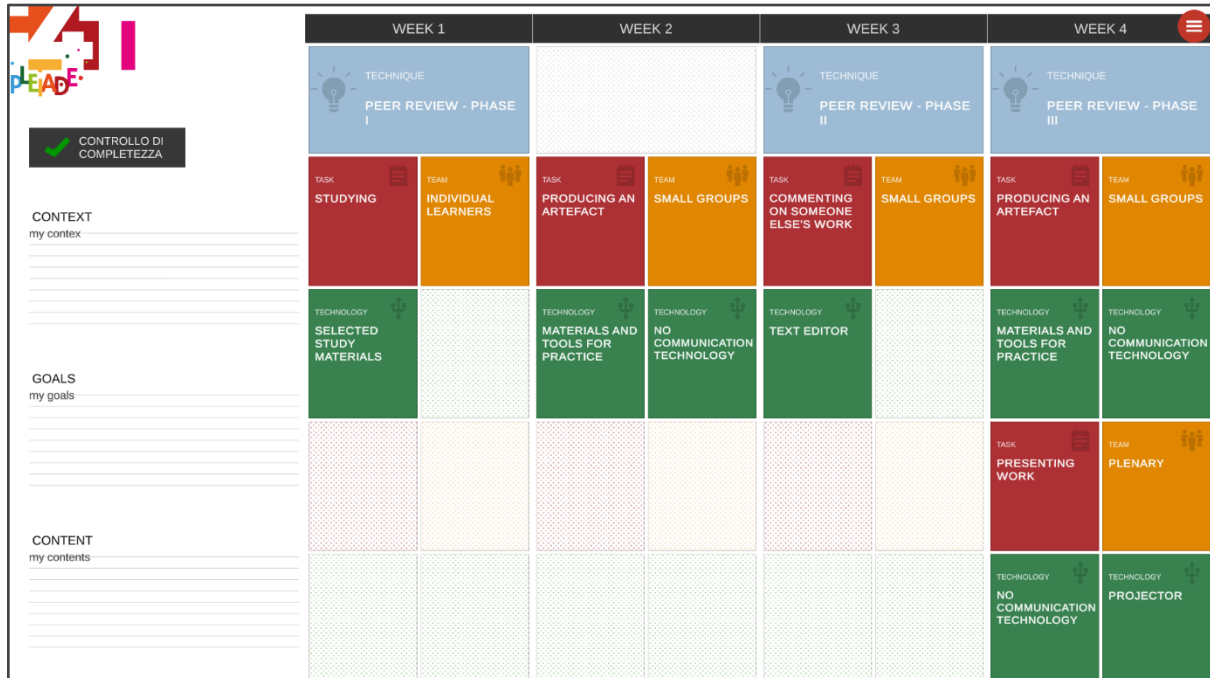 PLEIADE
CONTROLLO DI
COMPLETEZZA
CONTEXT
my contex
GOALS
my goals
CONTENT
my contents
WEEK 1
WEEK 2
WEEK 3
WEEK 4
TECHNIQUE
PEER REVIEW - PHASE
I
TECHNIQUE
PEER REVIEW - PHASE
II
TECHNIQUE
PEER REVIEW - PHASE
III
TASK
STUDYING
TEAM
INDIVIDUAL
LEARNERS
TASK
PRODUCING AN
ARTEFACT
TEAM
SMALL GROUPS
TASK
COMMENTING
ON SOMEONE
ELSE'S WORK
TEAM
SMALL GROUPS
TASK
PRODUCING AN
ARTEFACT
TEAM
SMALL GROUPS
TECHNOLOGY
SELECTED
STUDY
MATERIALS
TECHNOLOGY
MATERIALS AND
TOOLS FOR
PRACTICE
TECHNOLOGY
NO
COMMUNICATION
TECHNOLOGY
TECHNOLOGY
TEXT EDITOR
TECHNOLOGY
MATERIALS AND
TOOLS FOR
PRACTICE
TECHNOLOGY
NO
COMMUNICATION
TECHNOLOGY
TASK
PRESENTING
WORK
TEAM
PLENARY
TECHNOLOGY
NO
COMMUNICATION
TECHNOLOGY
TECHNOLOGY
PROJECTOR